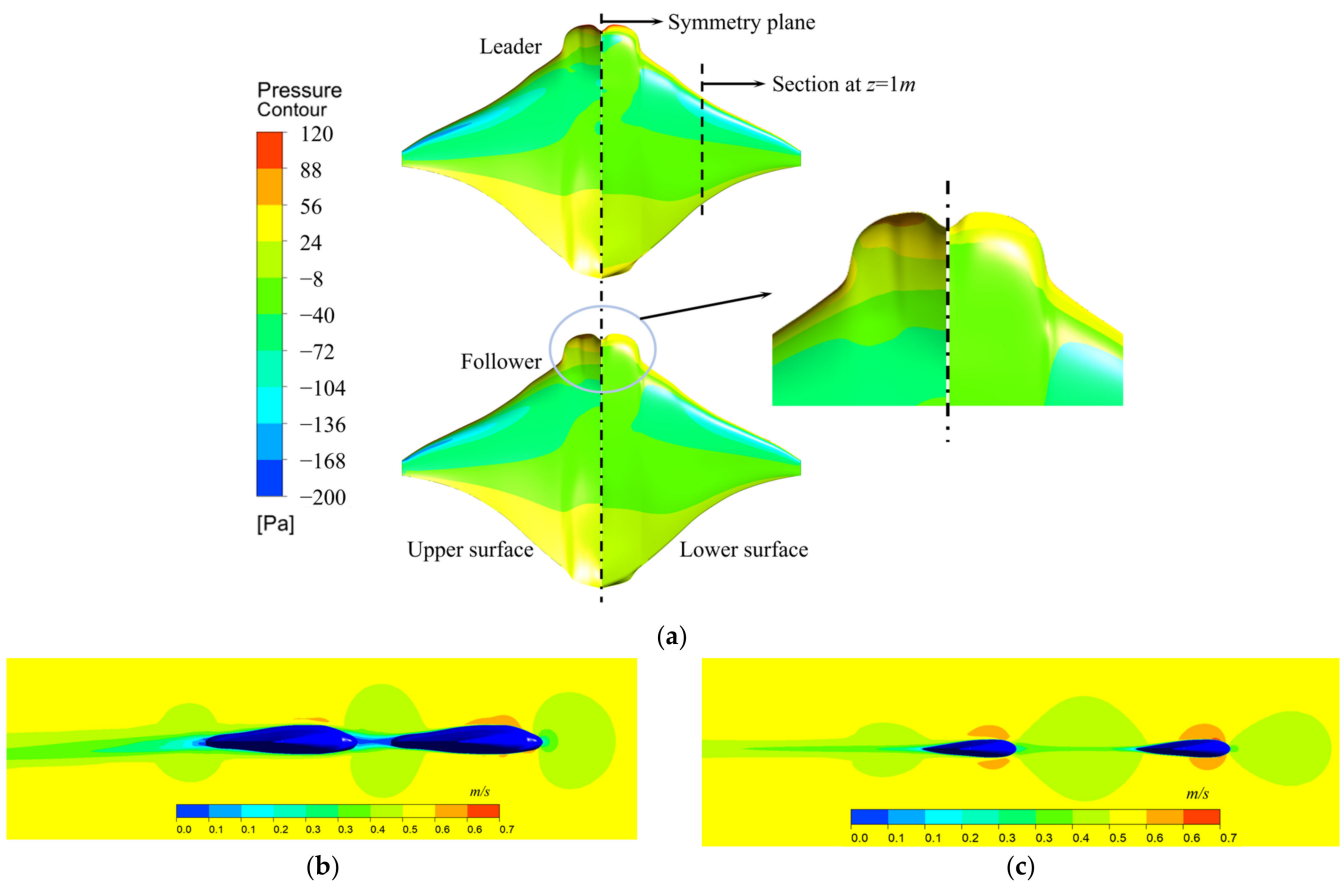 Symmetry plane
Leader
Section at z=1m
Pressure
Contour
120
88
56
24
−8
−40
−72
−104
−136
−168
−200
[Pa]
Follower
Upper surface
Lower surface
(a)
m/s
0.0 0.1 0.1 0.2 0.3 0.3 0.4 0.5 0.6 0.6 0.7
(b)
m/s
0.0 0.1 0.1 0.2 0.3 0.3 0.4 0.5 0.6 0.6 0.7
(c)